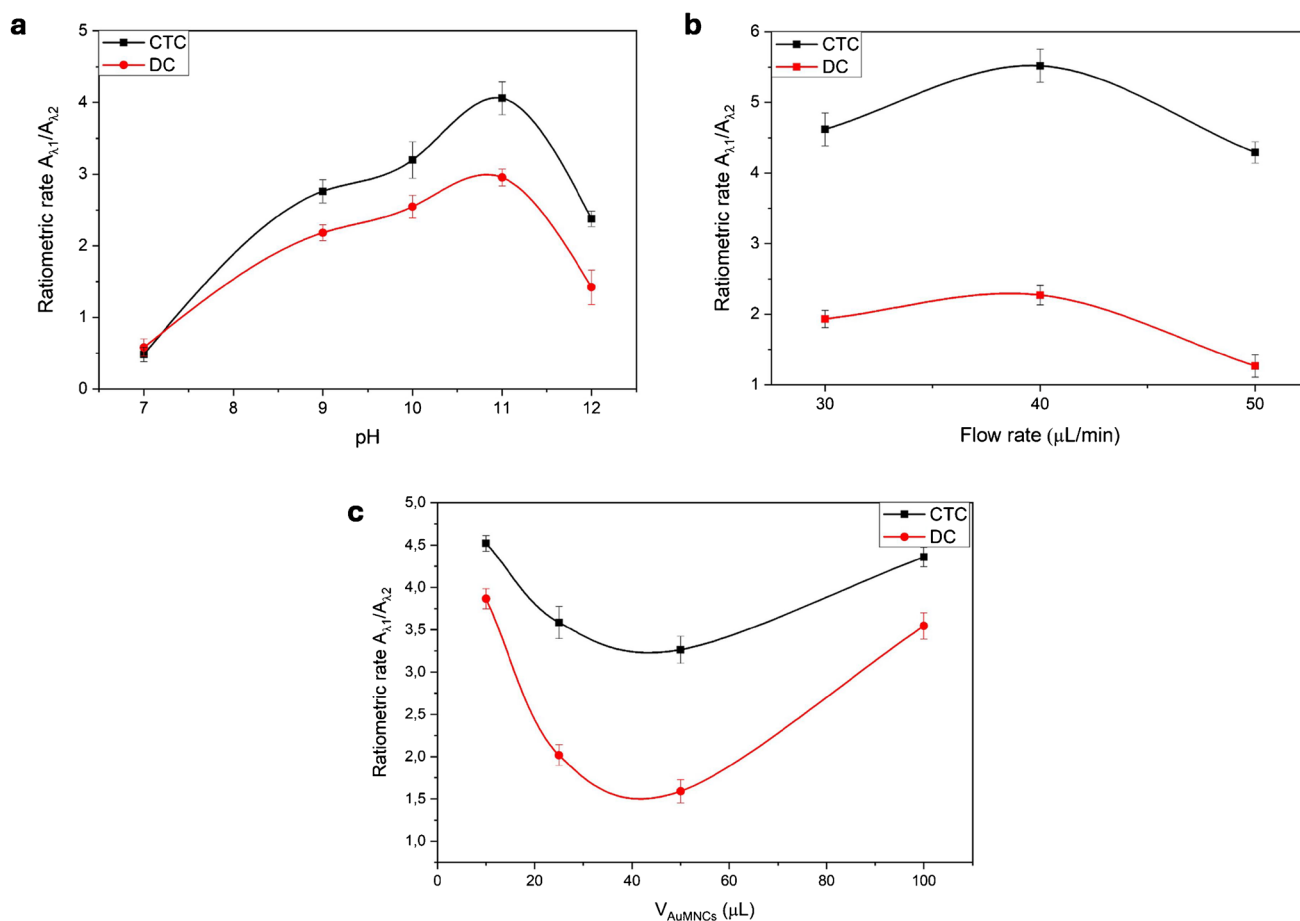 a
CTC
DC
Ratiometric rate Aλ1/Aλ2
5
4
3
2
1
0
7 8 9 10 11 12
pH
b
CTC
DC
Ratiometric rate Aλ1/Aλ2
6
5
4
3
2
1
30 40 50
Flow rate (μL/min)
c
CTC
DC
Ratiometric rate Aλ1/Aλ2
5,0
4,5
4,0
3,5
3,0
2,5
2,0
1,5
1,0
0 20 40 60 80 100
VAuMNCs (μL)